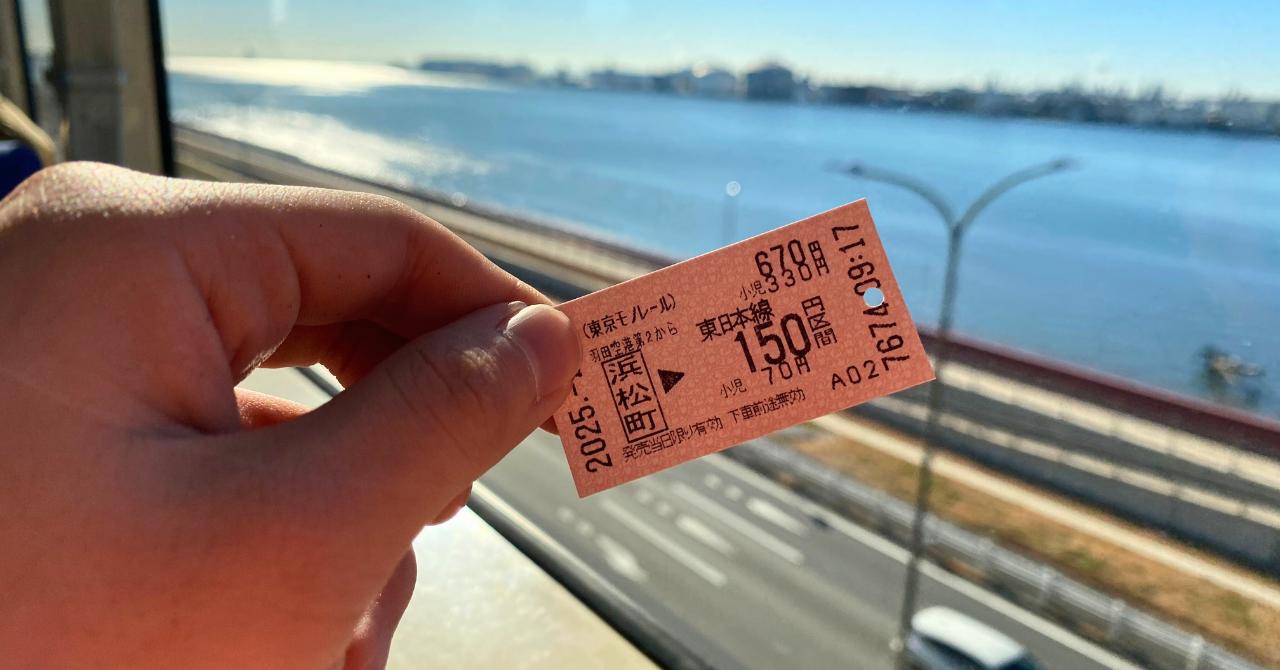 (東京モノレール)
羽田空港第2から
浜松町
▶
670円
小児330円
東日本線
150円区間
小児 70円
発売当日限り有効 下車前途無効
2025.-
A02767409:17